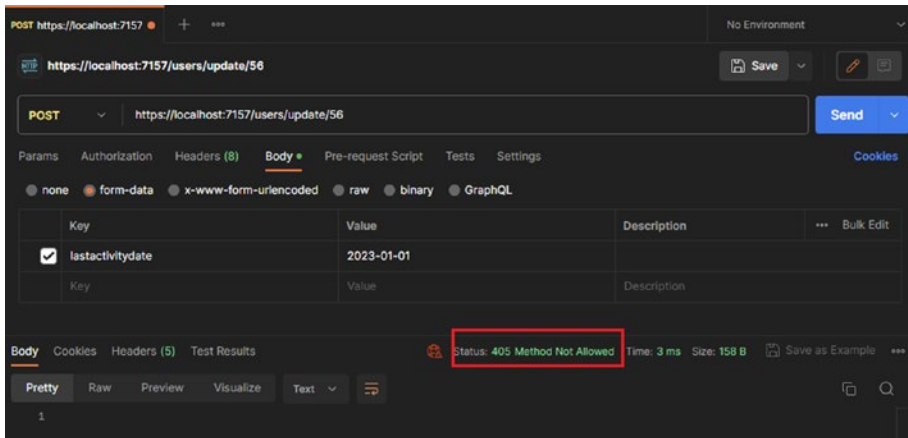 POST https://localhost:7157
No Environment
HTTP https://localhost:7157/users/update/56 Save
POST https://localhost:7157/users/update/56 Send
Params Authorization Headers (8) Body Pre-request Script Tests Settings Cookies
none form-data x-www-form-urlencoded raw binary GraphQL
Key Value Description Bulk Edit
lastactivitydate 2023-01-01
Key Value Description
Body Cookies Headers (5) Test Results Status: 405 Method Not Allowed Time: 3 ms Size: 158 B Save as Example
Pretty Raw Preview Visualize Text
1